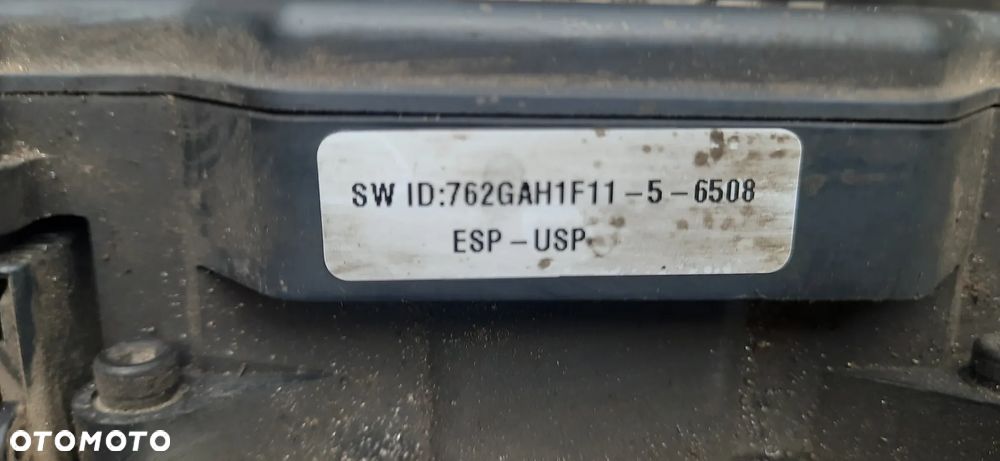 SW ID:762GAH1F11-5-6508
ESP-USP
OTOMOTO